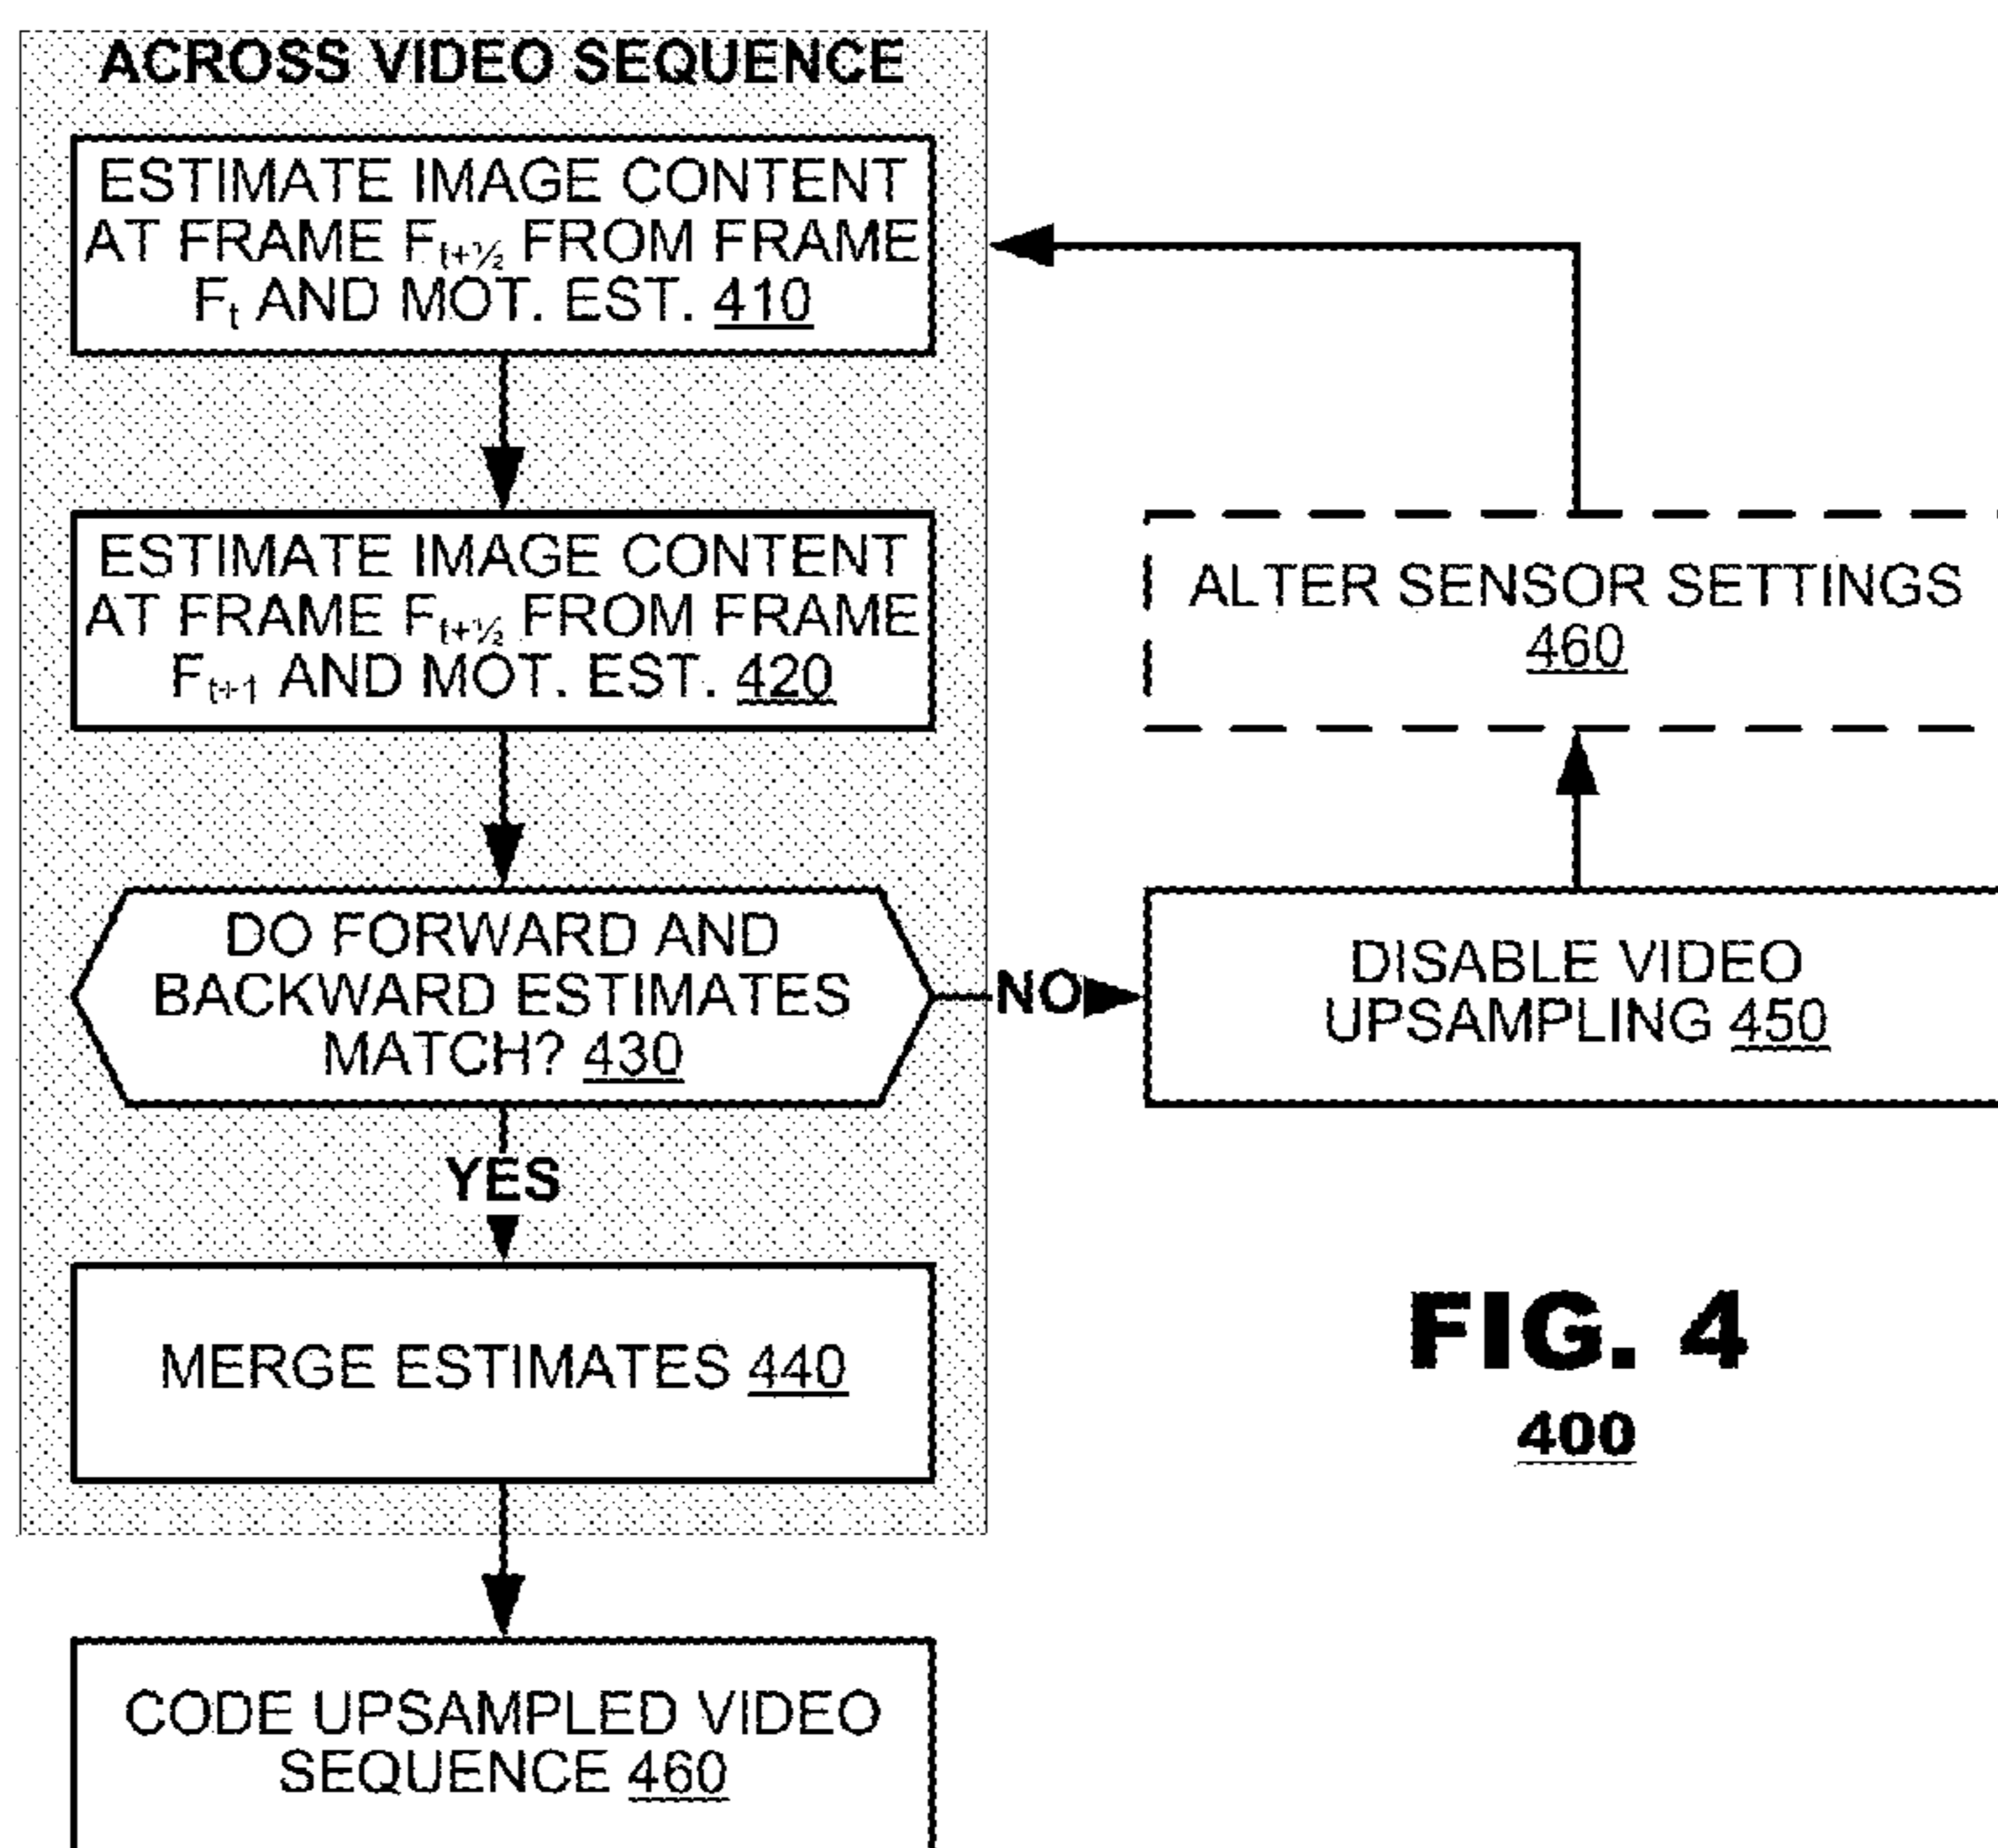 ACROSS VIDEO SEQUENCE
ESTIMATE IMAGE CONTENT
AT FRAME Fₜ₊½ FROM FRAME
Fₜ AND MOT. EST. 410
ESTIMATE IMAGE CONTENT
AT FRAME Fₜ₊½ FROM FRAME
Fₜ₊₁ AND MOT. EST. 420
DO FORWARD AND
BACKWARD ESTIMATES
MATCH? 430
NO
YES
MERGE ESTIMATES 440
CODE UPSAMPLED VIDEO
SEQUENCE 460
ALTER SENSOR SETTINGS
460
DISABLE VIDEO
UPSAMPLING 450
FIG. 4
400